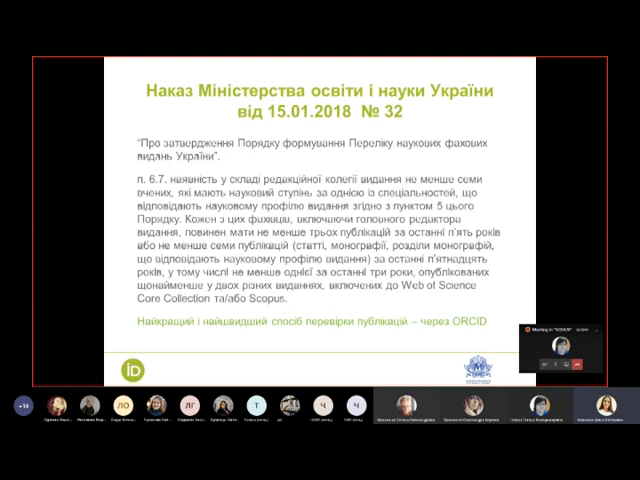 Наказ Міністерства освіти і науки України
від 15.01.2018 № 32
“Про затвердження Порядку формування Переліку наукових фахових
видань України”.
п. 6.7. наявність у складі редакційної колегії видання не менше семи
вчених, які мають науковий ступінь за однією із спеціальностей, що
відповідають науковому профілю видання згідно з пунктом 5 цього
Порядку. Кожен з цих фахівців, включаючи головного редактора
видання, повинен мати не менше трьох публікацій за останні п’ять років
або не менше семи публікацій (статті, монографії, розділи монографій,
що відповідають науковому профілю видання) за останні п’ятнадцять
років, у тому числі не менше однієї за останні три роки, опублікованих
щонайменше у двох різних виданнях, включених до Web of Science
Core Collection та/або Scopus.
Найкращий і найшвидший спосіб перевірки публікацій – через ORCID
iD
Meeting in
+14
ЛО
ЛГ
Т
Ч
Ч